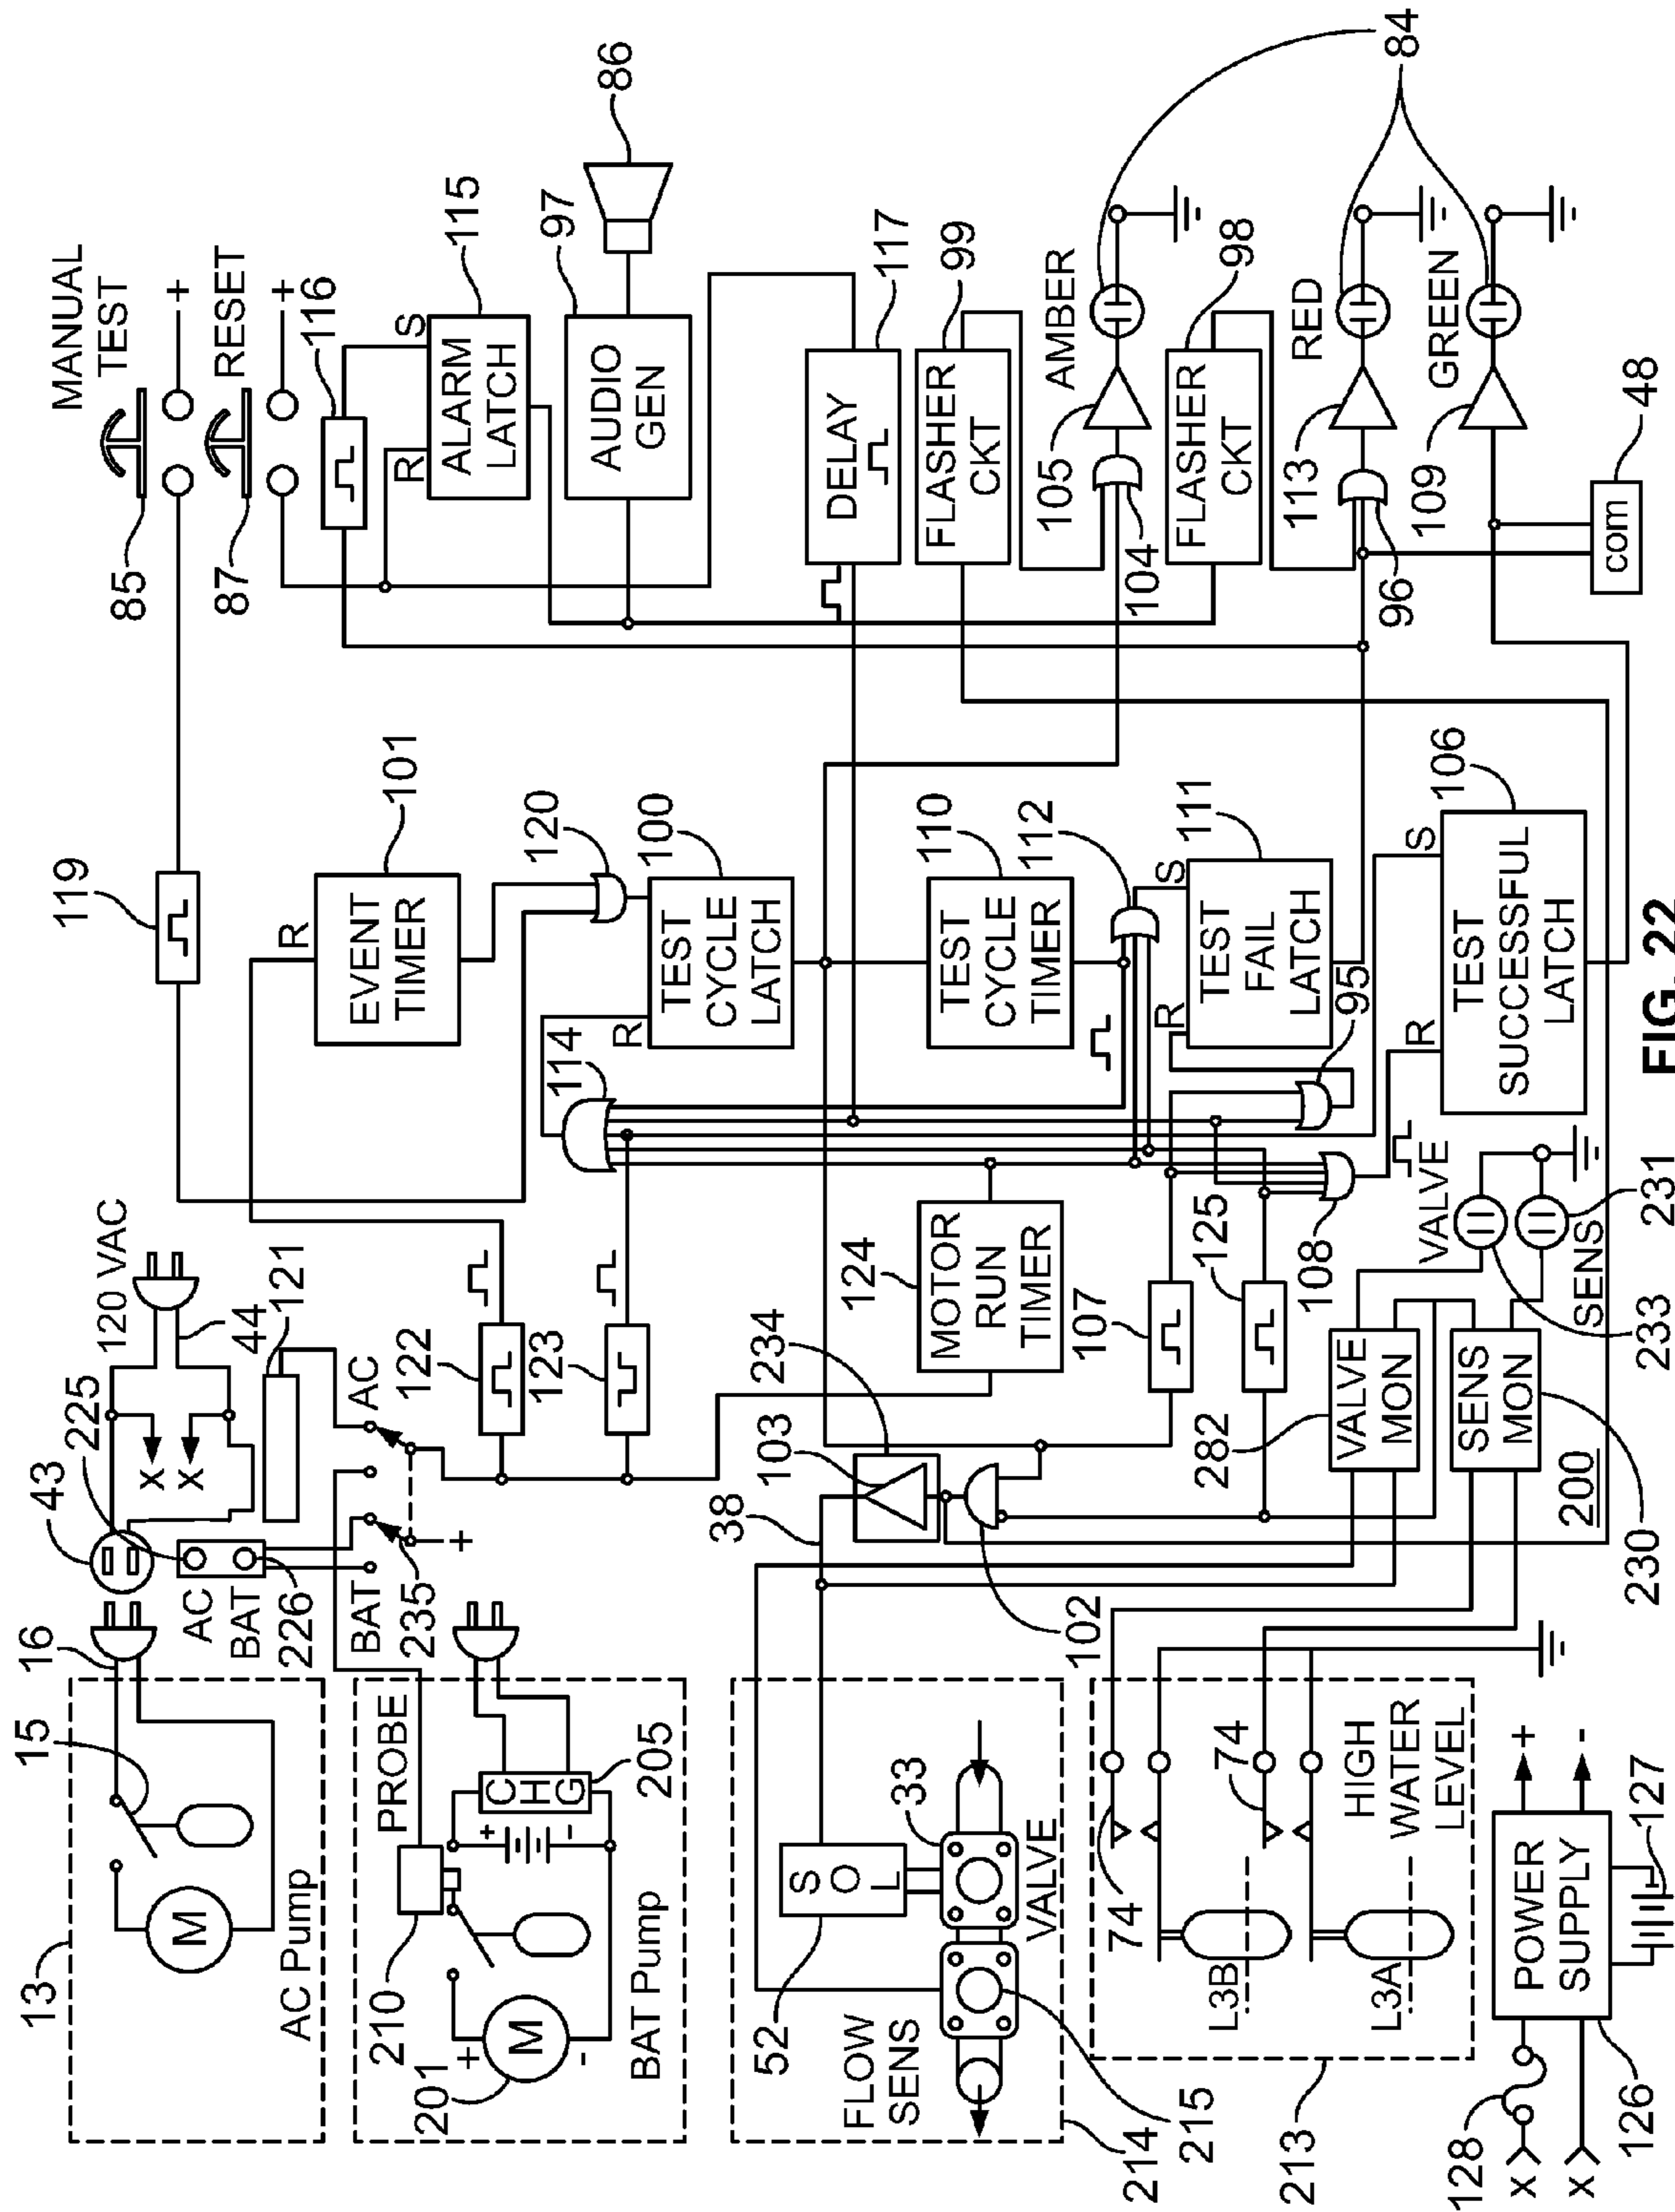 MANUAL
TEST
85
+
RESET
87
+
116
119
ALARM
LATCH
S
R
115
86
AUDIO
GEN
97
DELAY
117
FLASHER
CKT
99
AMBER
105
104
84
FLASHER
CKT
98
RED
113
96
GREEN
109
com
48
EVENT
TIMER
R
101
120
TEST
CYCLE
LATCH
R
100
114
TEST
CYCLE
TIMER
110
112
TEST
FAIL
LATCH
S
R
111
95
TEST
SUCCESSFUL
LATCH
S
R
106
120 VAC
44
121
225
43
X
X
AC
BAT
226
AC
BAT
235
+
122
123
MOTOR
RUN
TIMER
124
234
103
38
102
107
125
108
VALVE
MON
282
SENS
MON
230
VALVE
SENS
233
231
200
16
15
13
M
AC Pump
PROBE
210
201
+
-
M
+
-
CHG
205
BAT Pump
SOL
52
33
VALVE
FLOW
SENS
214
215
74
74
74
HIGH
WATER
LEVEL
L3B
L3A
213
POWER
SUPPLY
+
-
127
126
128
X
X
FIG. 22